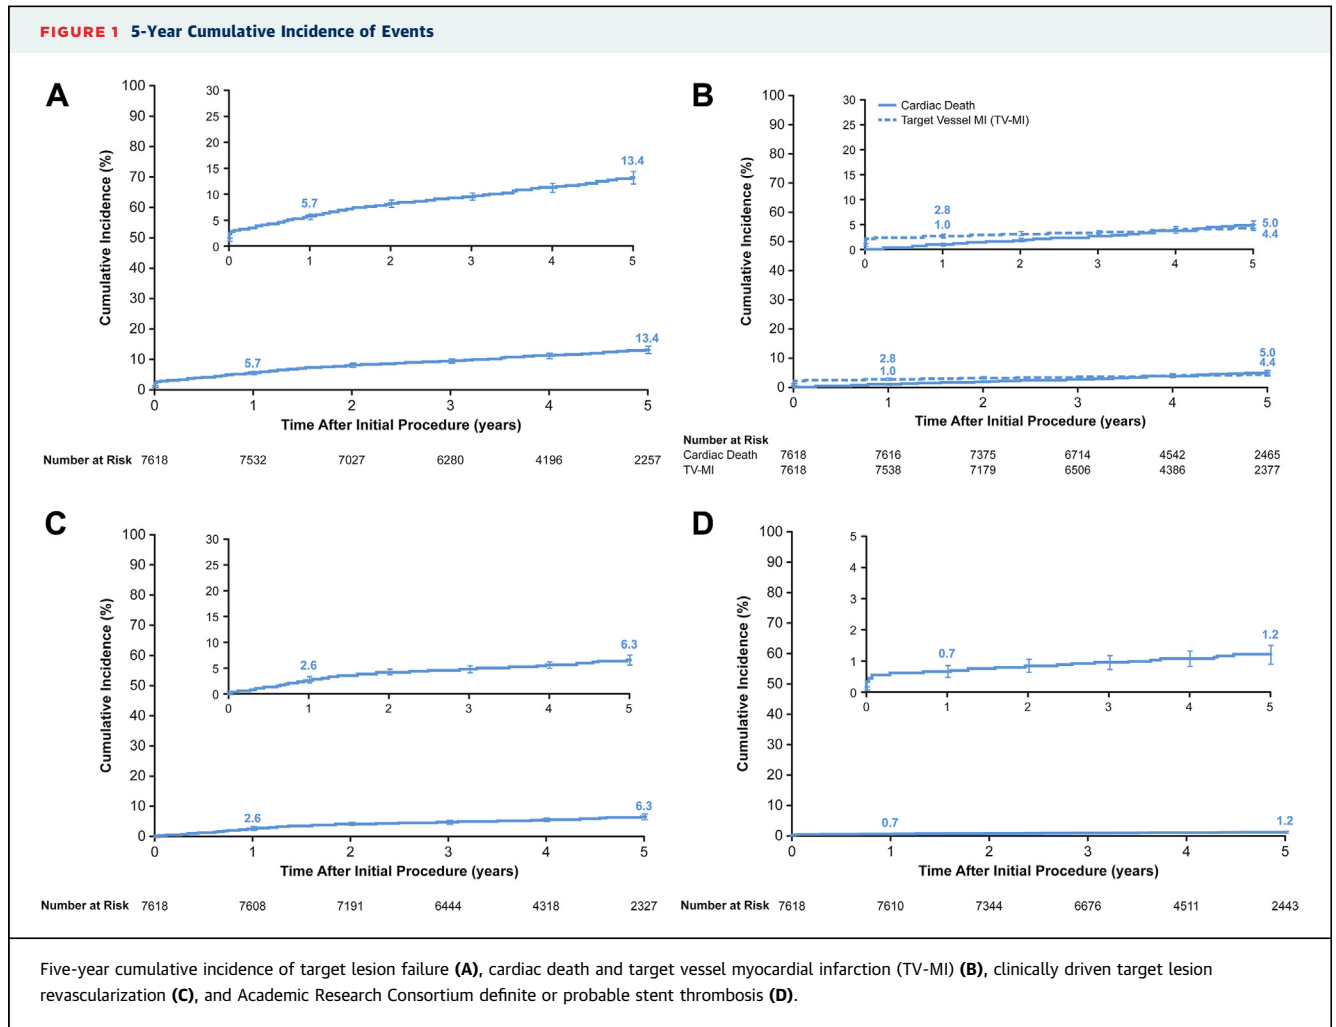 FIGURE 1 5-Year Cumulative Incidence of Events
A
Cumulative Incidence (%)
100
90
80
70
60
50
40
30
20
10
0
0 1 2 3 4 5
5.7
13.4
30
25
20
15
10
5
0
0 1 2 3 4 5
5.7
13.4
Time After Initial Procedure (years)
Number at Risk 7618 7532 7027 6280 4196 2257
B
Cumulative Incidence (%)
100
90
80
70
60
50
40
30
20
10
0
0 1 2 3 4 5
2.8
1.0
5.0
4.4
30
25
20
15
10
5
0
0 1 2 3 4 5
Cardiac Death
Target Vessel MI (TV-MI)
2.8
1.0
5.0
4.4
Time After Initial Procedure (years)
Number at Risk
Cardiac Death 7618 7616 7375 6714 4542 2465
TV-MI 7618 7538 7179 6506 4386 2377
C
Cumulative Incidence (%)
100
90
80
70
60
50
40
30
20
10
0
0 1 2 3 4 5
2.6
6.3
30
25
20
15
10
5
0
0 1 2 3 4 5
2.6
6.3
Time After Initial Procedure (years)
Number at Risk 7618 7608 7191 6444 4318 2327
D
Cumulative Incidence (%)
100
90
80
70
60
50
40
30
20
10
0
0 1 2 3 4 5
0.7
1.2
5
4
3
2
1
0
0 1 2 3 4 5
0.7
1.2
Time After Initial Procedure (years)
Number at Risk 7618 7610 7344 6676 4511 2443
Five-year cumulative incidence of target lesion failure (A), cardiac death and target vessel myocardial infarction (TV-MI) (B), clinically driven target lesion
revascularization (C), and Academic Research Consortium definite or probable stent thrombosis (D).